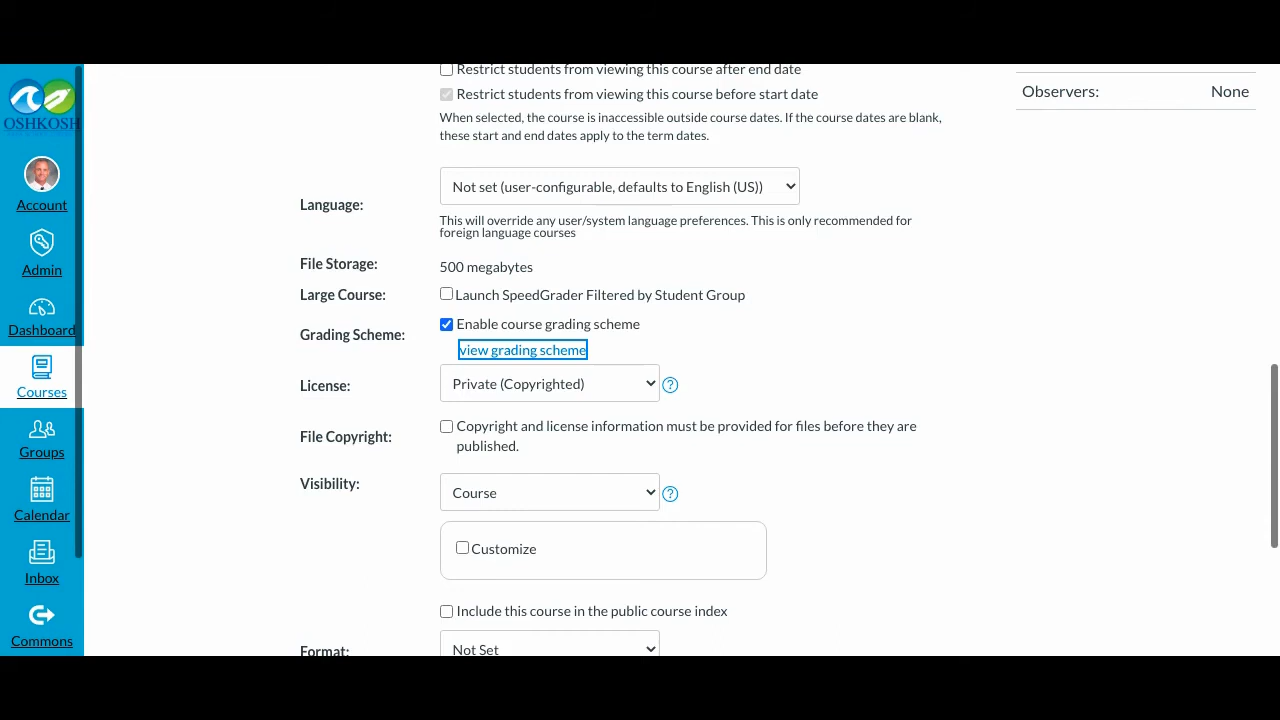 Restrict students from viewing this course after end date
Observers: None
Restrict students from viewing this course before start date
When selected, the course is inaccessible outside course dates. If the course dates are blank,
these start and end dates apply to the term dates.
OSHKOSH
Account
Admin
Dashboard
Courses
Groups
Calendar
Inbox
Commons
Language: Not set (user-configurable, defaults to English (US))
This will override any user/system language preferences. This is only recommended for
foreign language courses
File Storage: 500 megabytes
Large Course: Launch SpeedGrader Filtered by Student Group
Grading Scheme: Enable course grading scheme
view grading scheme
License: Private (Copyrighted) ?
File Copyright: Copyright and license information must be provided for files before they are
published.
Visibility: Course ?
Customize
Include this course in the public course index
Format: Not Set